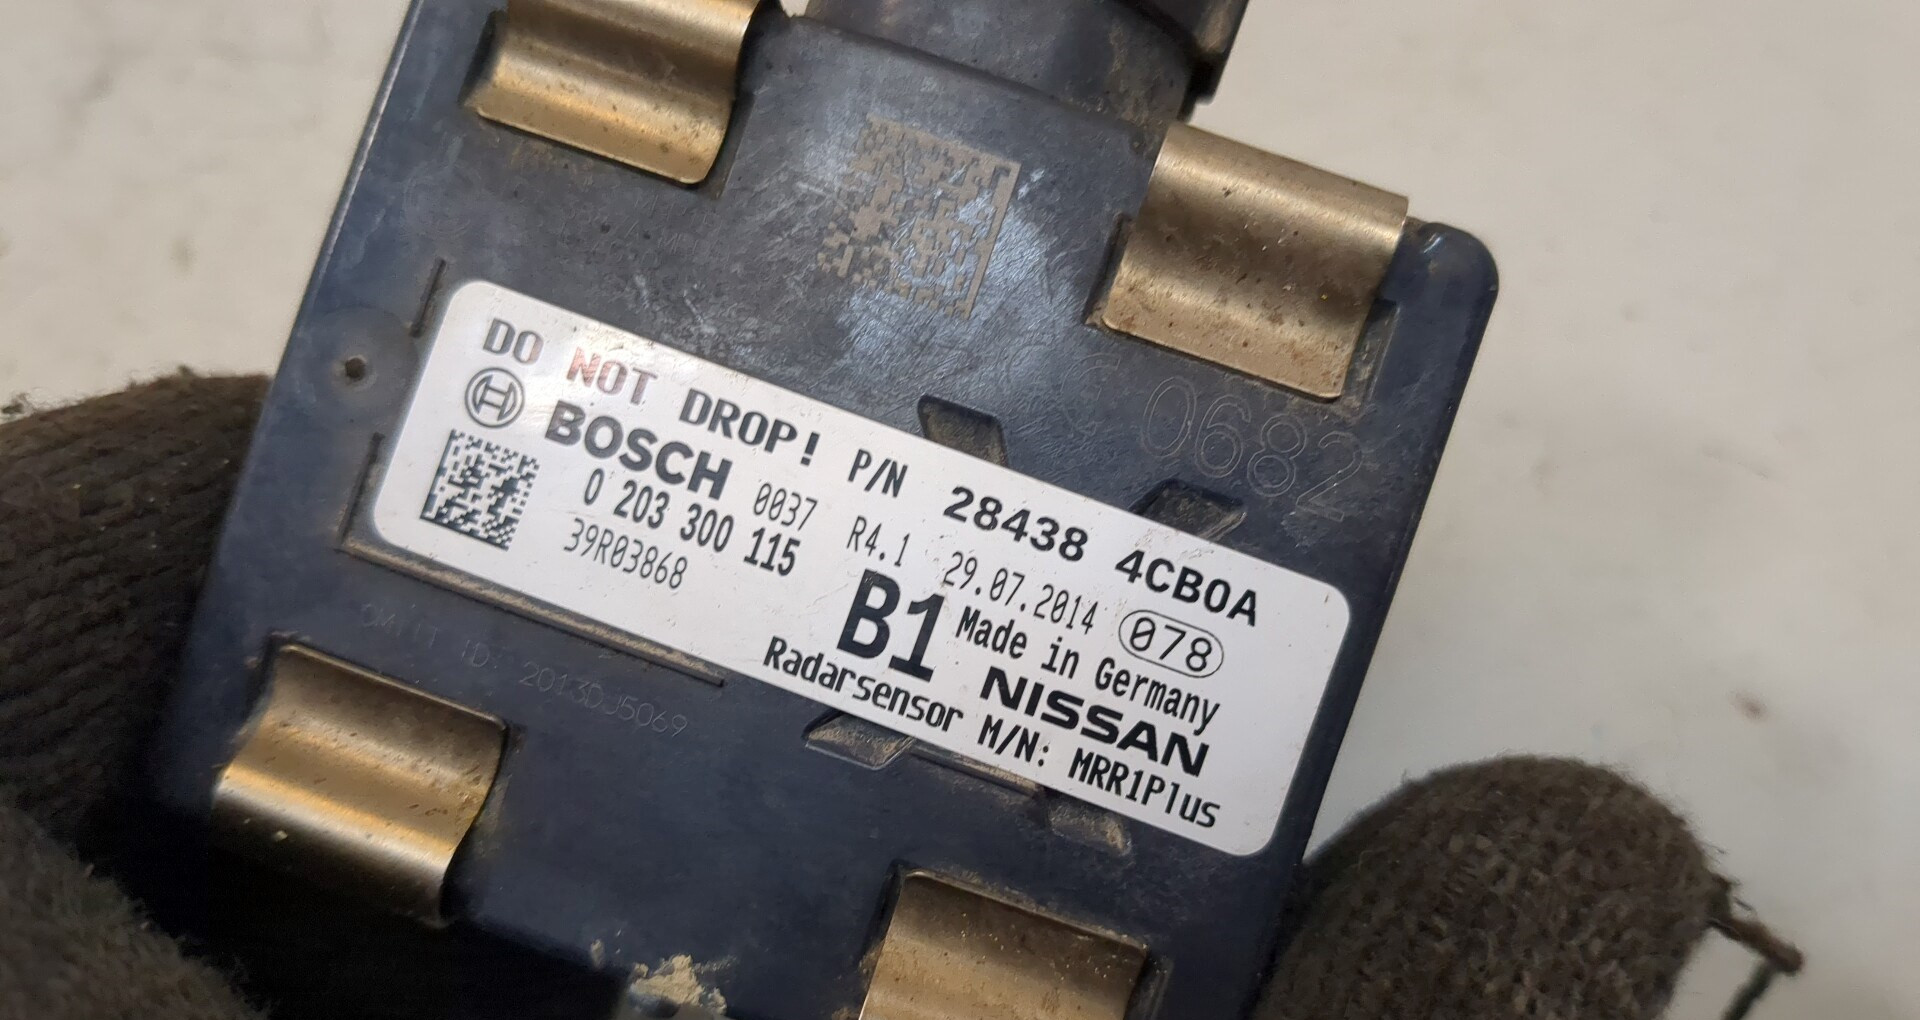 0682
DO NOT DROP! P/N 28438 4CB0A
BOSCH 0037 R4.1 29.07.2014 078
0 203 300 115 B1 Made in Germany
39R03868 NISSAN
Radarsensor M/N: MRR1Plus
ID: 2013DJ5069